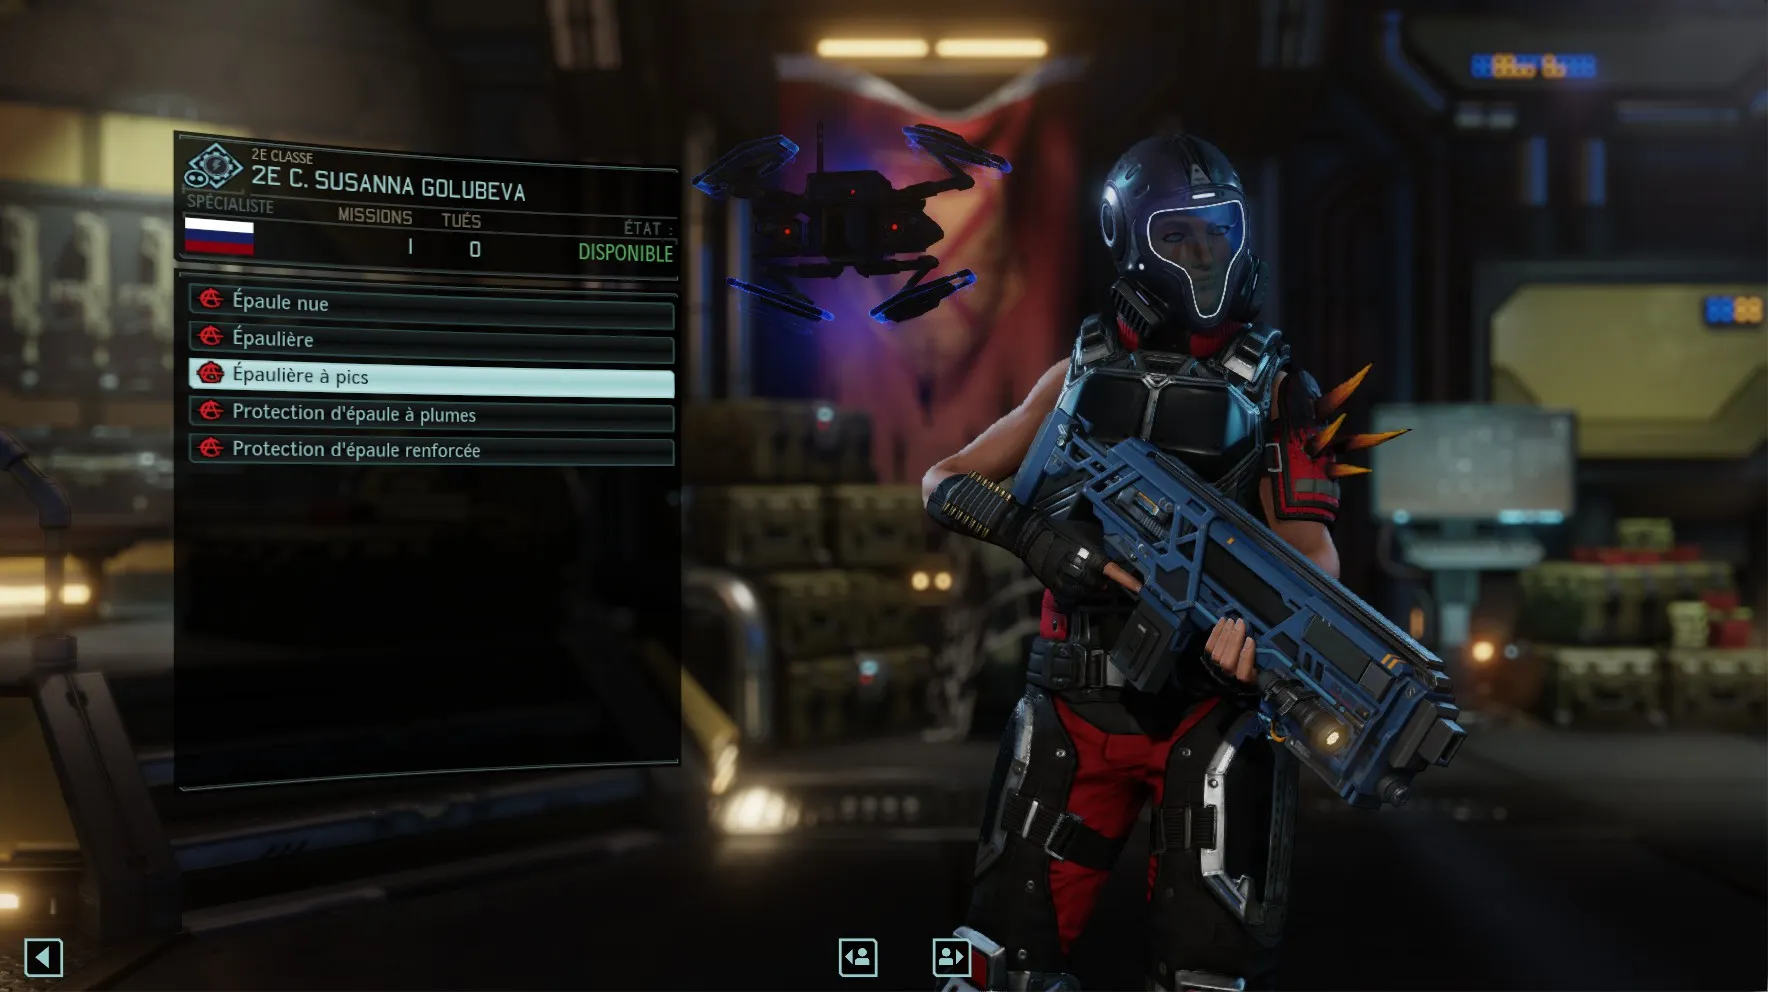 2E CLASSE
2E C. SUSANNA GOLUBEVA
SPÉCIALISTE
MISSIONS TUÉS ÉTAT :
1 0 DISPONIBLE
Épaule nue
Épaulière
Épaulière à pics
Protection d'épaule à plumes
Protection d'épaule renforcée